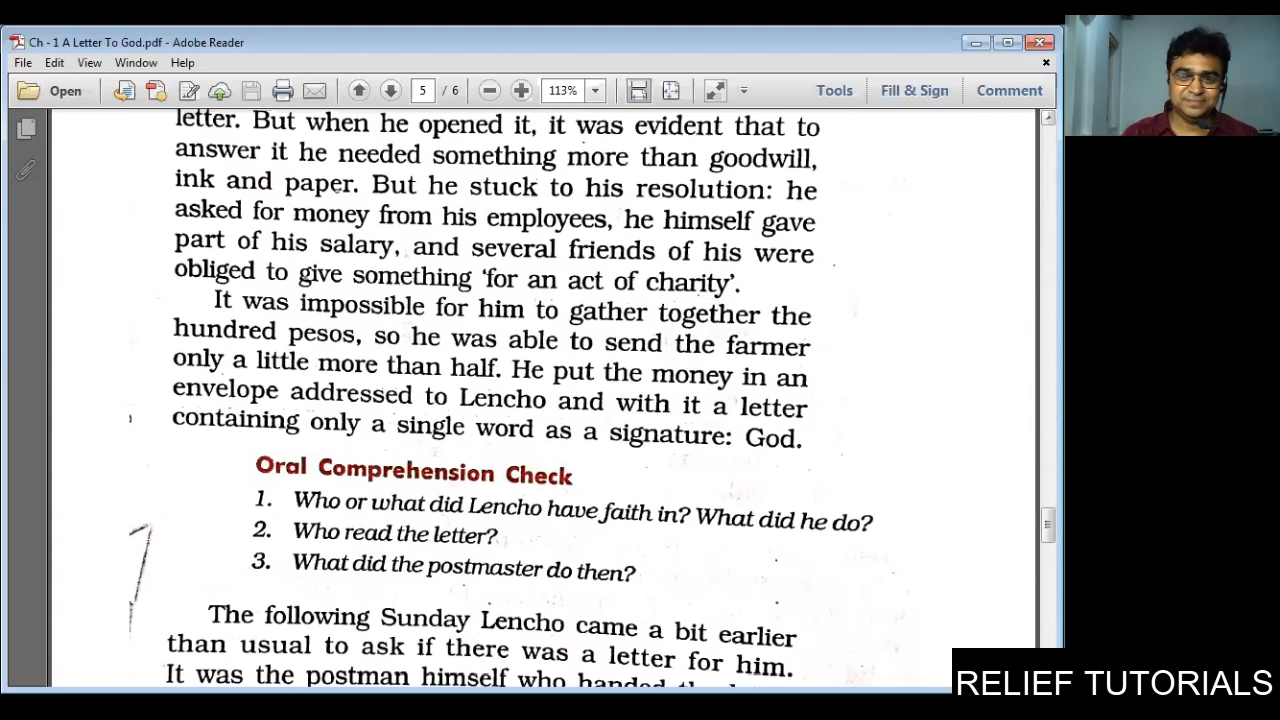 Ch - 1 A Letter To God.pdf - Adobe Reader
File Edit View Window Help
Open 5 / 6 113% Tools Fill & Sign Comment
letter. But when he opened it, it was evident that to
answer it he needed something more than goodwill,
ink and paper. But he stuck to his resolution: he
asked for money from his employees, he himself gave
part of his salary, and several friends of his were
obliged to give something 'for an act of charity'.
It was impossible for him to gather together the
hundred pesos, so he was able to send the farmer
only a little more than half. He put the money in an
envelope addressed to Lencho and with it a letter
containing only a single word as a signature: God.
Oral Comprehension Check
1. Who or what did Lencho have faith in? What did he do?
2. Who read the letter?
3. What did the postmaster do then?
The following Sunday Lencho came a bit earlier
than usual to ask if there was a letter for him.
It was the postman himself who handed
RELIEF TUTORIALS